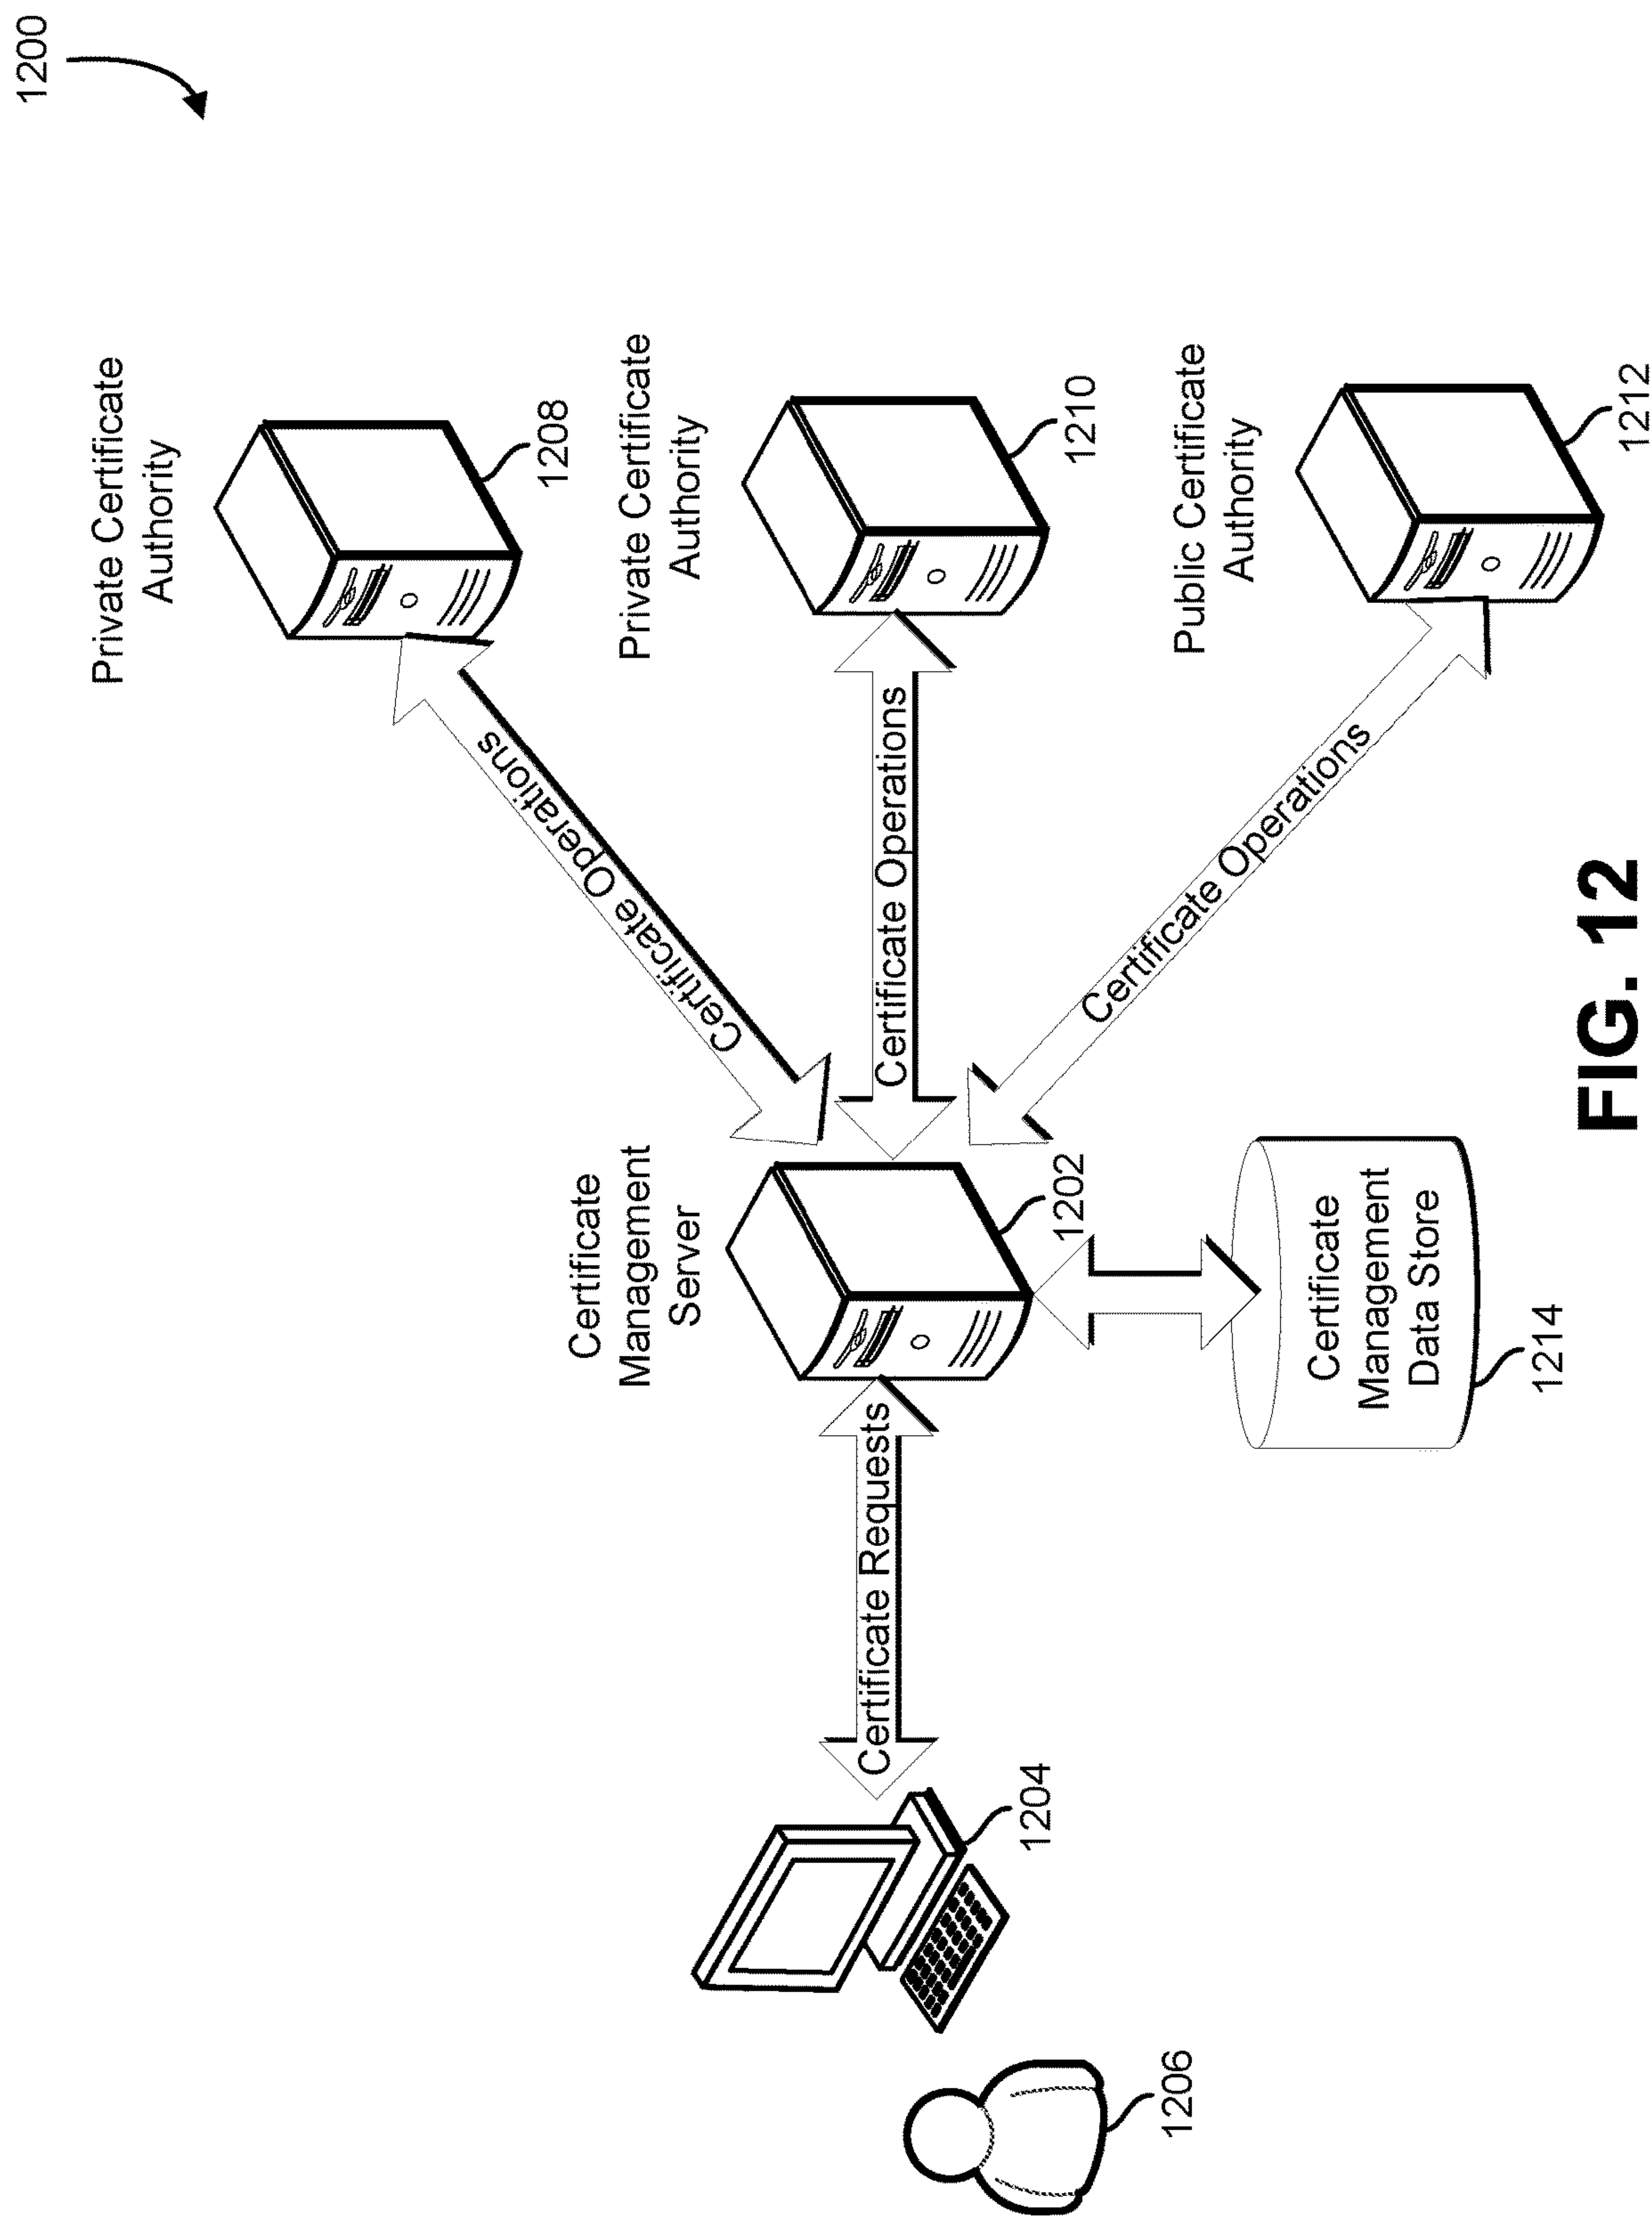 1200
Private Certificate
Authority
1208
Private Certificate
Authority
1210
Public Certificate
Authority
1212
Certificate Operations
Certificate Operations
Certificate Operations
Certificate
Management
Server
1202
Certificate Requests
1204
1206
Certificate
Management
Data Store
1214
FIG. 12